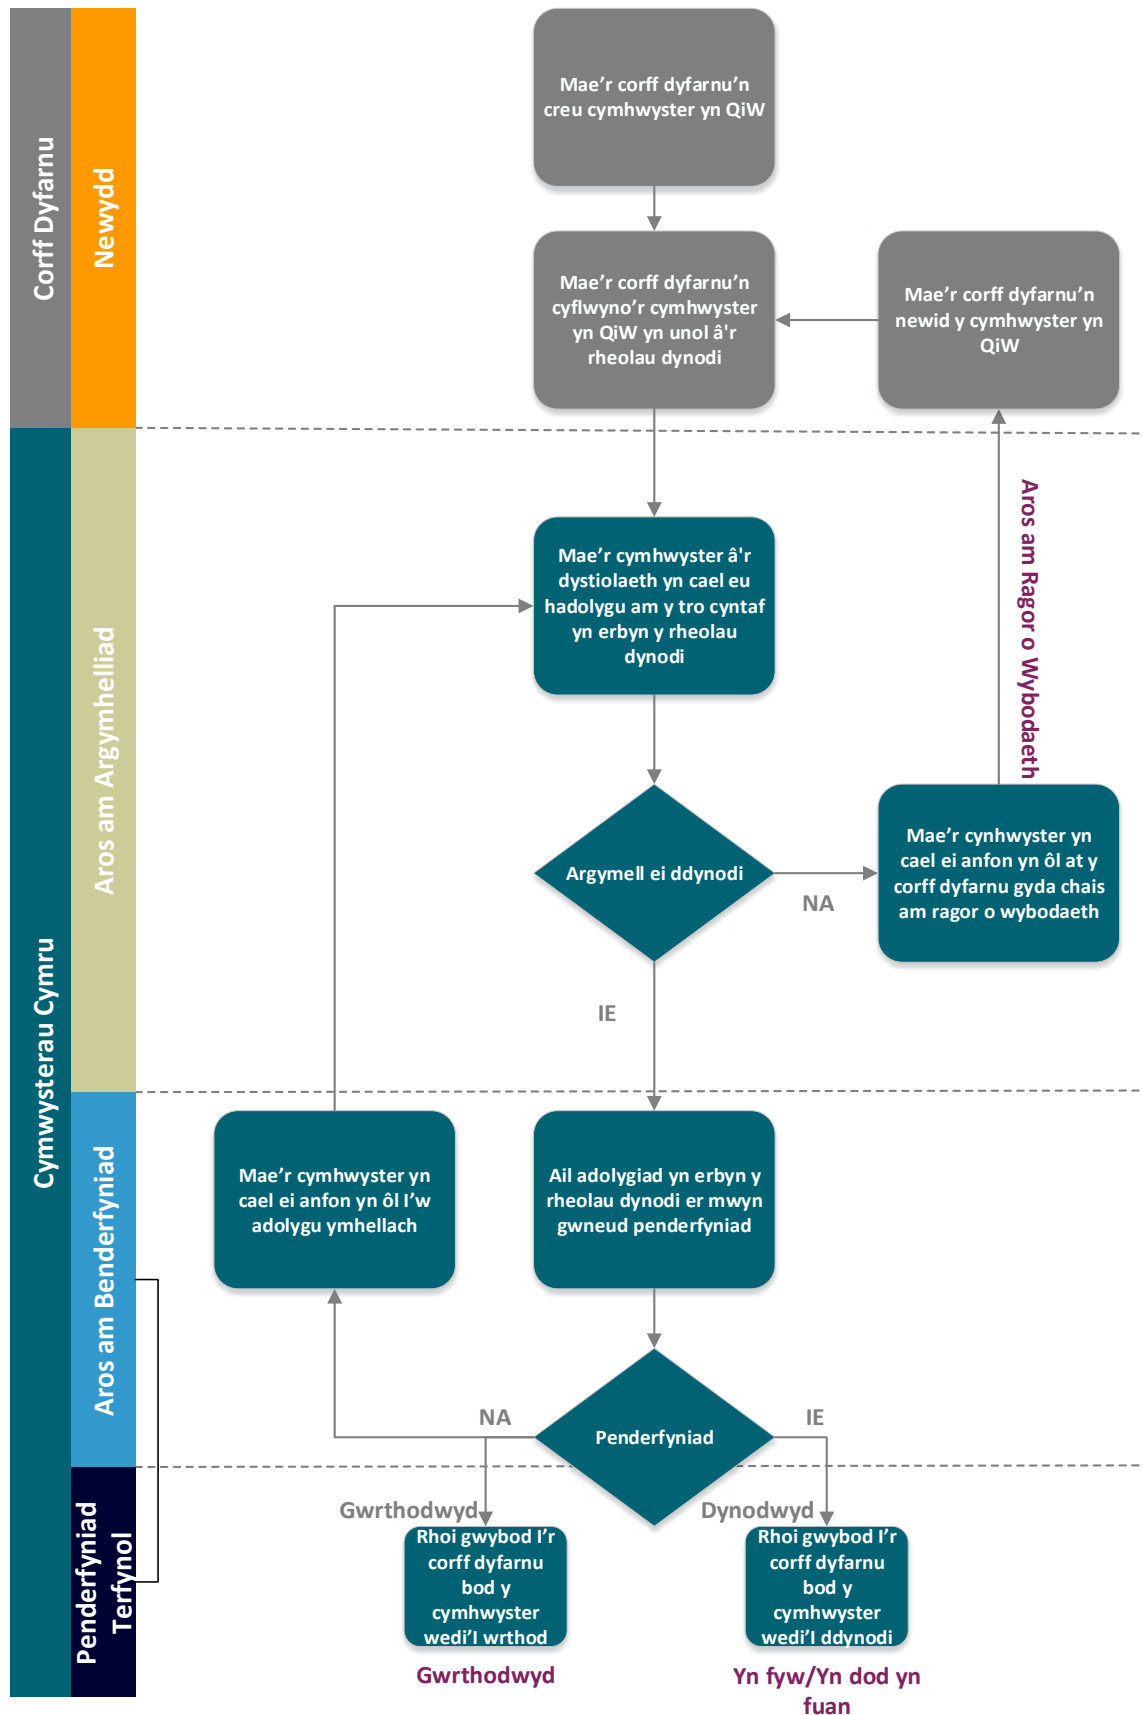 Corff Dyfarnu
Newydd
Mae'r corff dyfarnu'n
creu cymhwyster yn QiW
Mae'r corff dyfarnu'n
cyflwyno'r cymhwyster
yn QiW yn unol â'r
rheolau dynodi
Mae'r corff dyfarnu'n
newid y cymhwyster yn
QiW
Cymwysterau Cymru
Aros am Argymhelliad
Mae'r cymhwyster â'r
dystiolaeth yn cael eu
hadolygu am y tro cyntaf
yn erbyn y rheolau
dynodi
Aros am Ragor o Wybodaeth
Argymell ei ddynodi
NA
Mae'r cynhwyster yn
cael ei anfon yn ôl at y
corff dyfarnu gyda chais
am ragor o wybodaeth
IE
Aros am Benderfyniad
Mae'r cymhwyster yn
cael ei anfon yn ôl I'w
adolygu ymhellach
Ail adolygiad yn erbyn y
rheolau dynodi er mwyn
gwneud penderfyniad
NA
Penderfyniad
IE
Penderfyniad
Terfynol
Gwrthodwyd
Dynodwyd
Rhoi gwybod I'r
corff dyfarnu
bod y
cymhwyster
wedi'I wrthod
Rhoi gwybod I'r
corff dyfarnu
bod y
cymhwyster
wedi'I ddynodi
Gwrthodwyd
Yn fyw/Yn dod yn
fuan